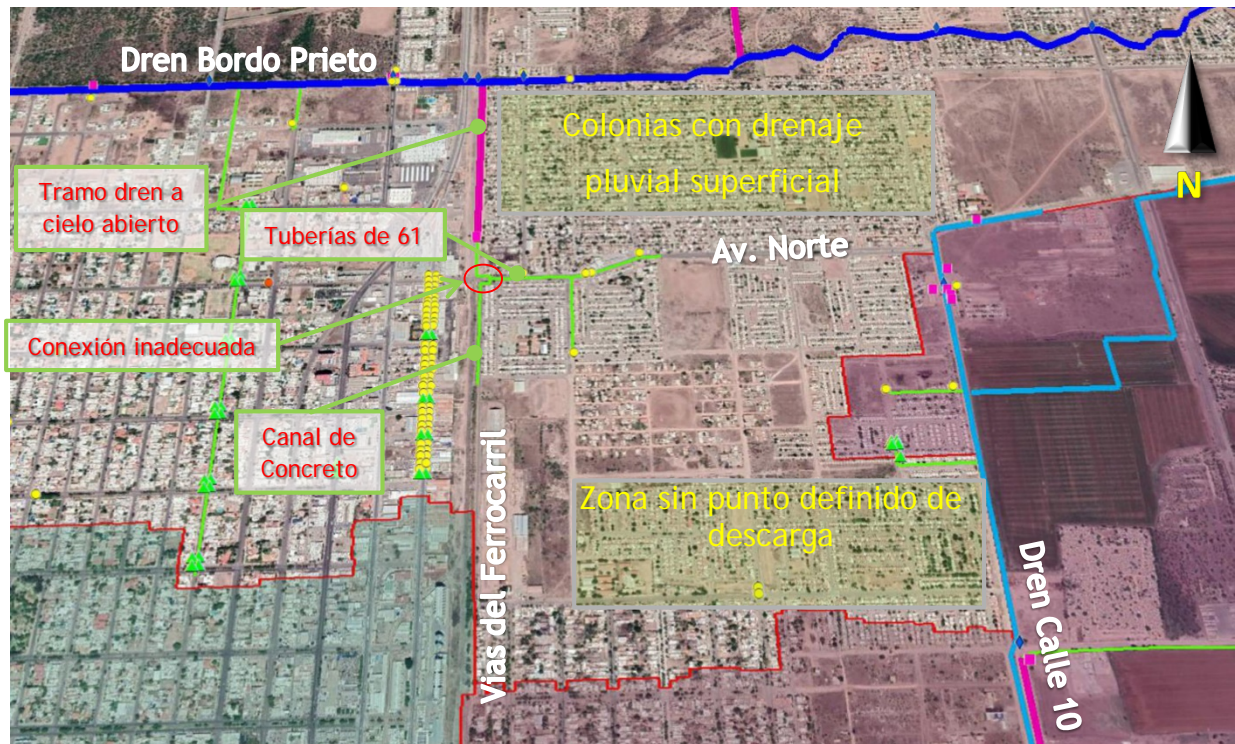 Dren Bordo Prieto
Colonias con drenaje
pluvial superficial
Tramo dren a
cielo abierto
N
Tuberías de 61
Av. Norte
Conexión inadecuada
Canal de
Concreto
Vias del Ferrocarril
Zona sin punto definido de
descarga
Dren Calle 10